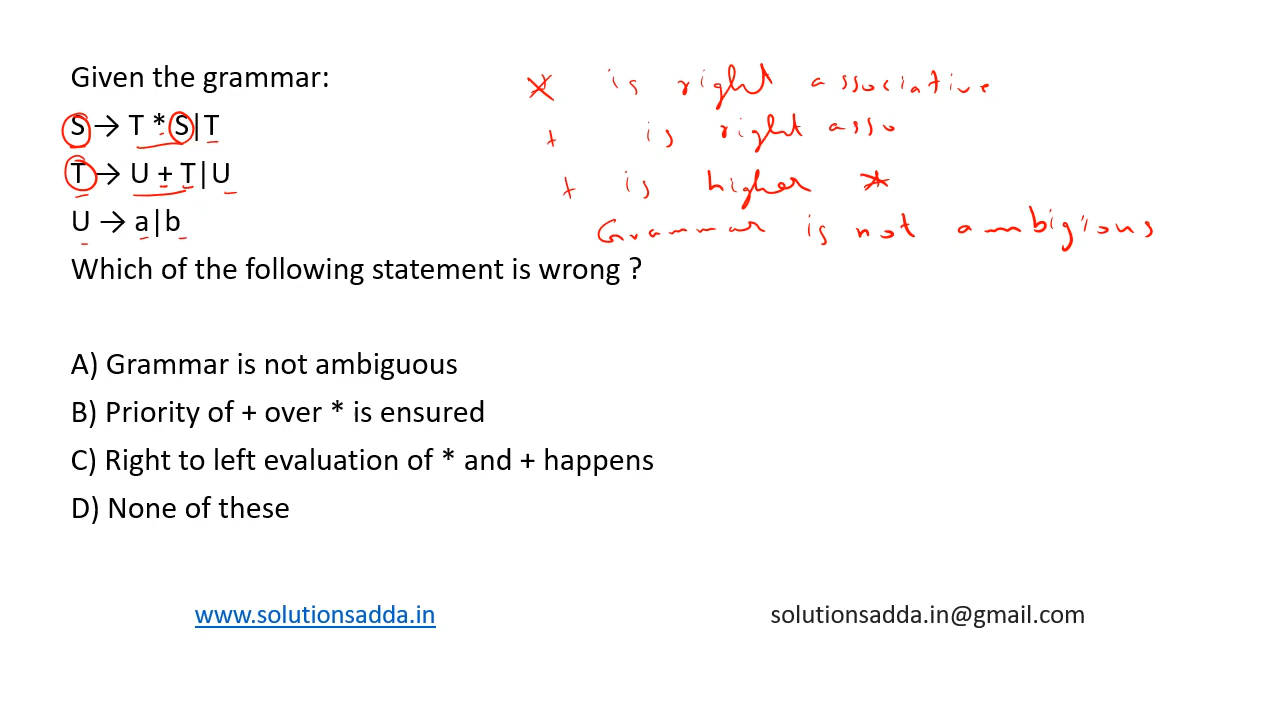 Given the grammar:
* is right associative
S → T * S|T
+ is right asso
T → U + T|U
+ is higher *
U → a|b
Grammar is not ambigious
Which of the following statement is wrong ?
A) Grammar is not ambiguous
B) Priority of + over * is ensured
C) Right to left evaluation of * and + happens
D) None of these
www.solutionsadda.in
solutionsadda.in@gmail.com